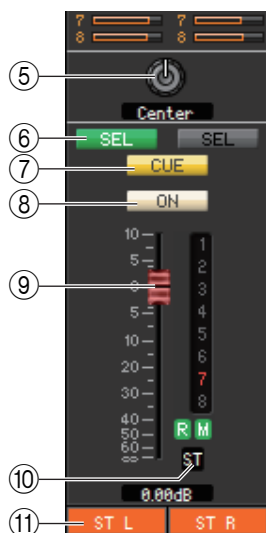 7 7
8 8
⑤
Center
⑥ SEL SEL
⑦ CUE
⑧ ON
10 1
5 2
⑨ 0 3
5 4
10 5
20 6
30 7
40 8
50 R M
60
∞ ST
⑩
0.00dB
⑪ ST L ST R